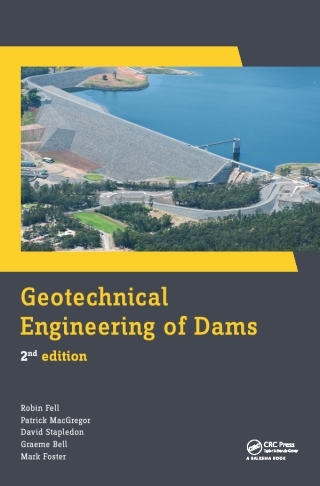 Geotechnical
Engineering of Dams
2nd edition
Robin Fell
Patrick MacGregor
David Stapledon
Graeme Bell
Mark Foster
CRC Press
Taylor & Francis Group
A BALKEMA BOOK